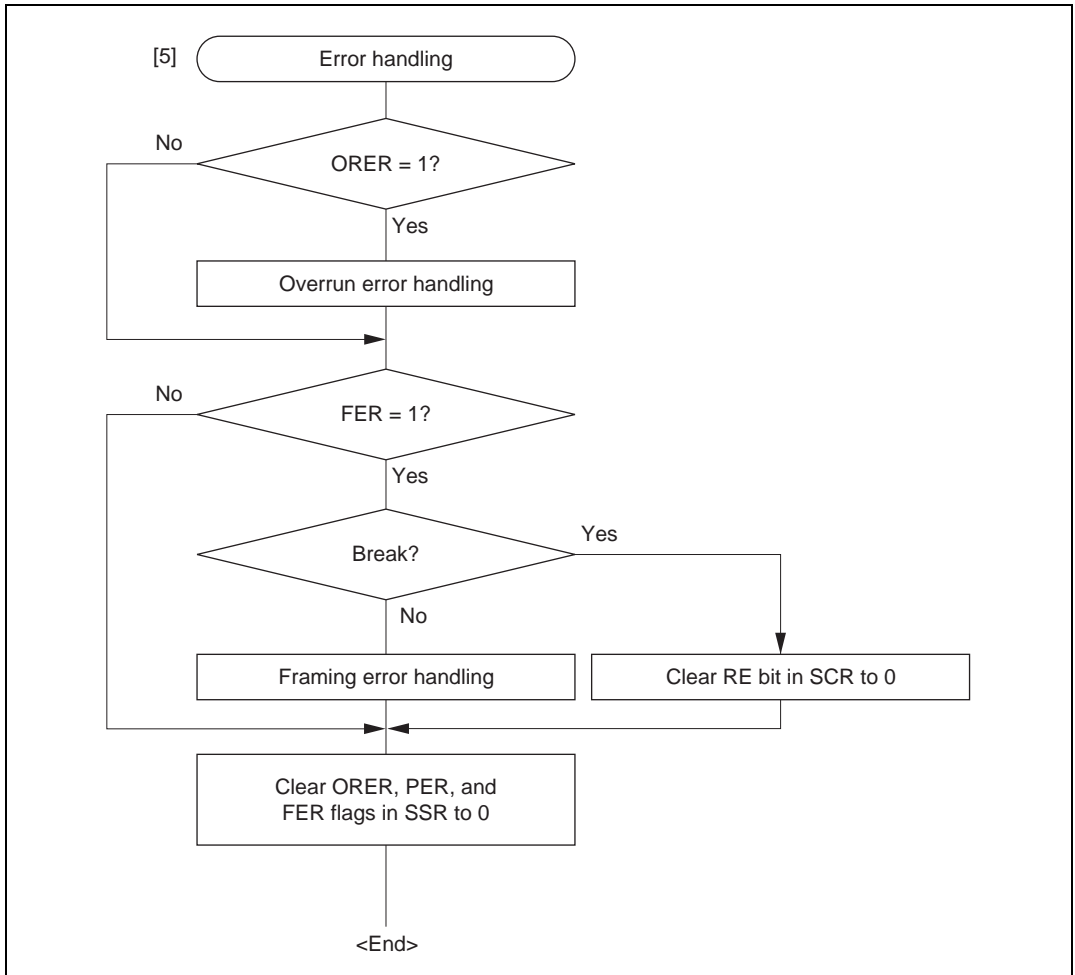 [5] Error handling
No
ORER = 1?
Yes
Overrun error handling
No
FER = 1?
Yes
Break?
Yes
No
Framing error handling
Clear RE bit in SCR to 0
Clear ORER, PER, and
FER flags in SSR to 0
<End>